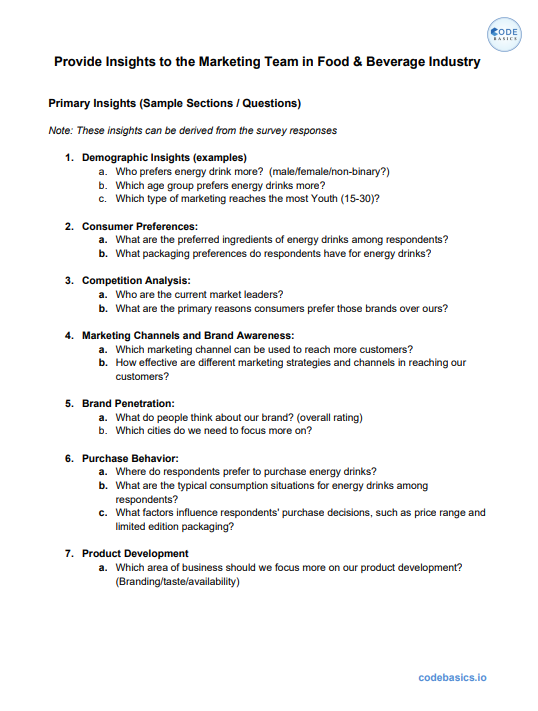 CODE
BASICS
Provide Insights to the Marketing Team in Food & Beverage Industry
Primary Insights (Sample Sections / Questions)
Note: These insights can be derived from the survey responses
1. Demographic Insights (examples)
a. Who prefers energy drink more? (male/female/non-binary?)
b. Which age group prefers energy drinks more?
c. Which type of marketing reaches the most Youth (15-30)?
2. Consumer Preferences:
a. What are the preferred ingredients of energy drinks among respondents?
b. What packaging preferences do respondents have for energy drinks?
3. Competition Analysis:
a. Who are the current market leaders?
b. What are the primary reasons consumers prefer those brands over ours?
4. Marketing Channels and Brand Awareness:
a. Which marketing channel can be used to reach more customers?
b. How effective are different marketing strategies and channels in reaching our
customers?
5. Brand Penetration:
a. What do people think about our brand? (overall rating)
b. Which cities do we need to focus more on?
6. Purchase Behavior:
a. Where do respondents prefer to purchase energy drinks?
b. What are the typical consumption situations for energy drinks among
respondents?
c. What factors influence respondents' purchase decisions, such as price range and
limited edition packaging?
7. Product Development
a. Which area of business should we focus more on our product development?
(Branding/taste/availability)
codebasics.io